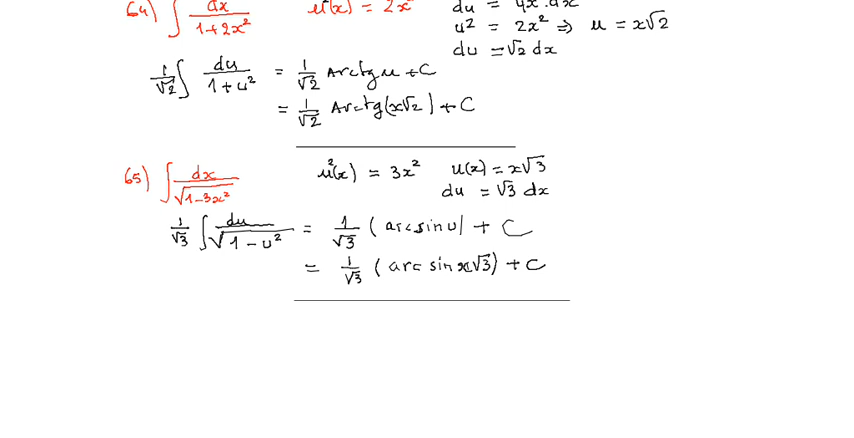 64) ∫ dx / (1+2x²)    u²(x) = 2x²    du = 4x.dx
u² = 2x² ⇒ u = x√2
du = √2 dx
1/√2 ∫ du / (1+u²) = 1/√2 Arctg u + C
= 1/√2 Arctg(x√2) + C
65) ∫ dx / √(1-3x²)    u²(x) = 3x²    u(x) = x√3
du = √3 dx
1/√3 ∫ du / √(1-u²) = 1/√3 (arcsin u) + C
= 1/√3 (arc sin x√3) + C